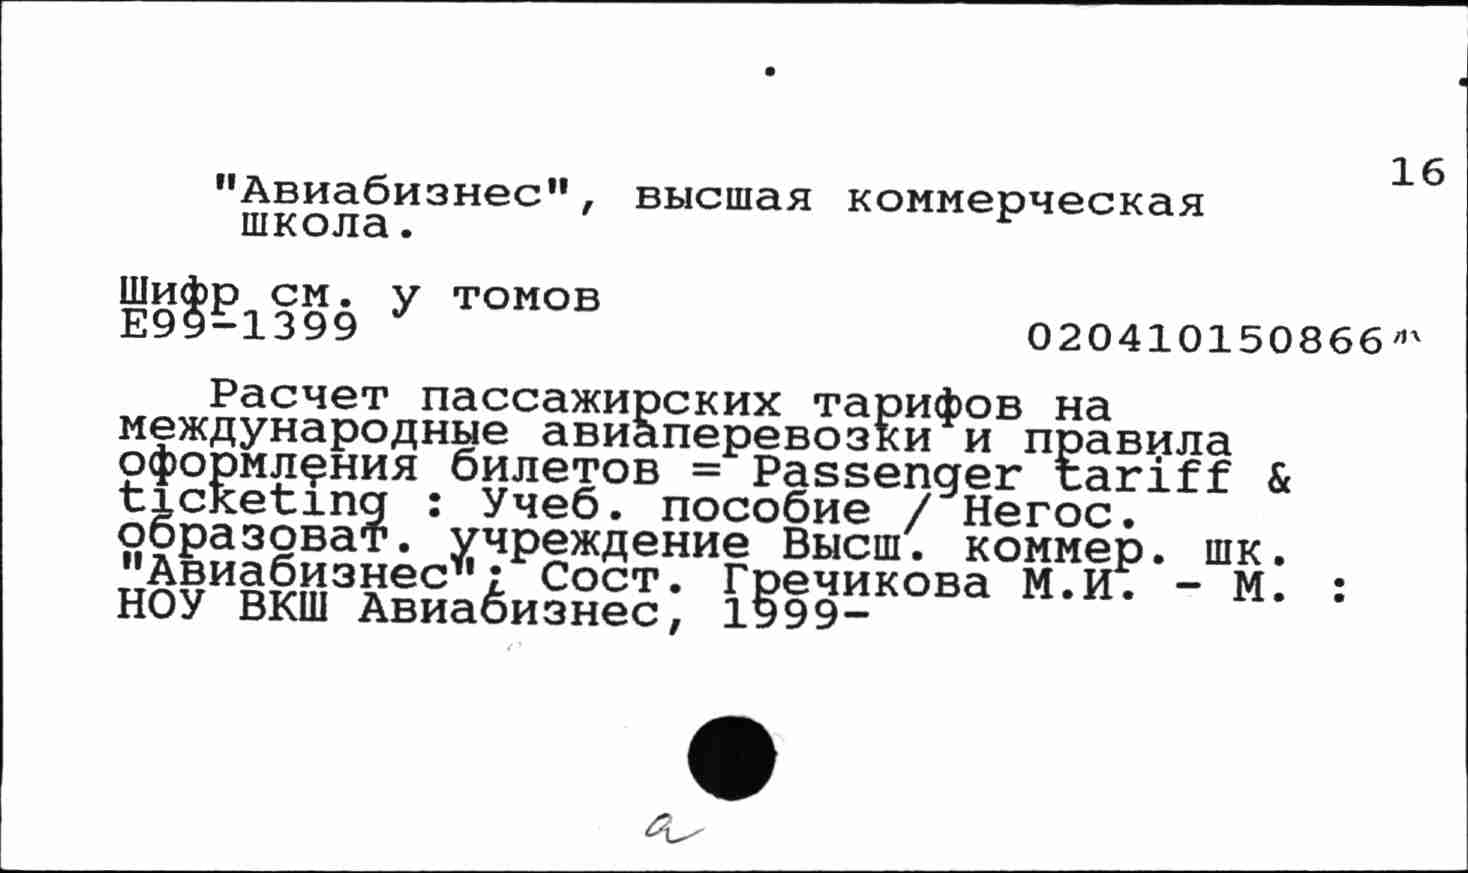 16
"Авиабизнес", высшая коммерческая
школа.
Шифр см. у томов
Е99-1399
020410150866
Расчет пассажирских тарифов на
международные авиаперевозки и правила
оформления билетов = Passenger tariff &
ticketing : Учеб. пособие / Негос.
образоват. учреждение Высш. коммер. шк.
"Авиабизнес"; Сост. Гречикова М.И. - М. :
НОУ ВКШ Авиабизнес, 1999-
а